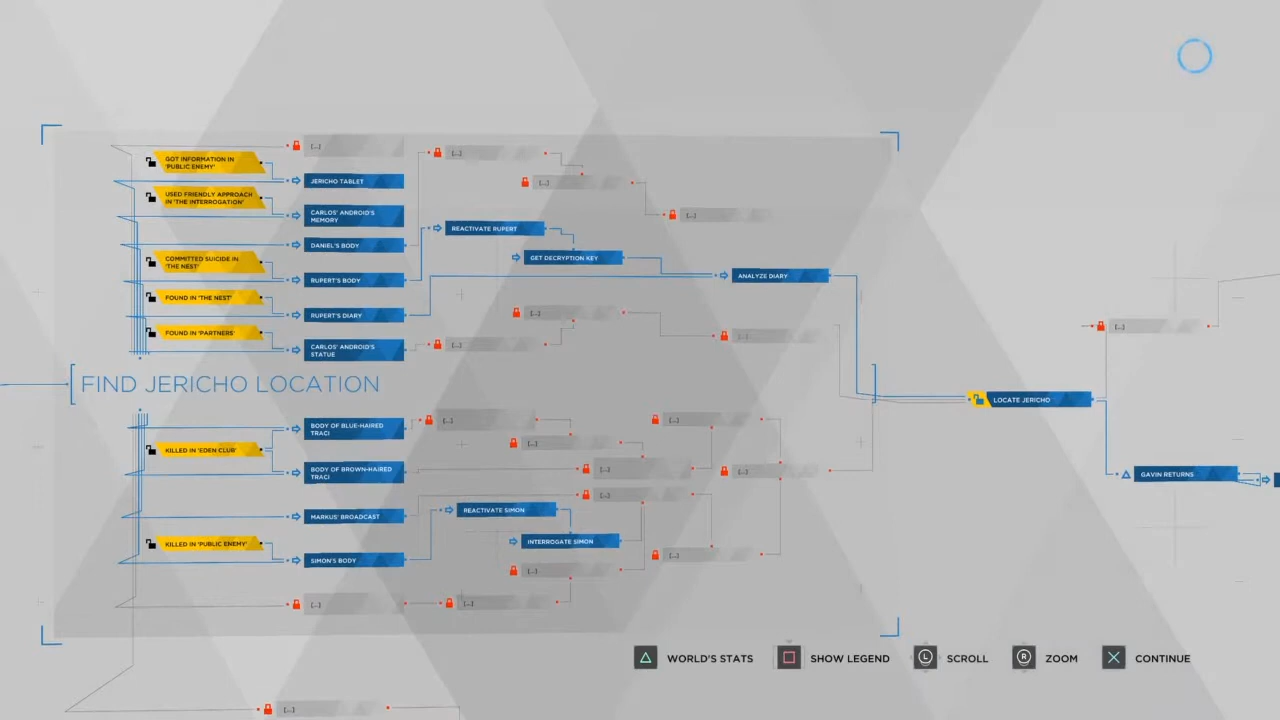 [...]
[...]
GOT INFORMATION IN
'PUBLIC ENEMY'
JERICHO TABLET
[...]
USED FRIENDLY APPROACH
IN 'THE INTERROGATION'
CARLOS' ANDROID'S
MEMORY
[...]
REACTIVATE RUPERT
DANIEL'S BODY
COMMITTED SUICIDE IN
'THE NEST'
GET DECRYPTION KEY
RUPERT'S BODY
ANALYZE DIARY
FOUND IN 'THE NEST'
RUPERT'S DIARY
[...]
[...]
FOUND IN 'PARTNERS'
[...]
CARLOS' ANDROID'S
STATUE
[...]
FIND JERICHO LOCATION
LOCATE JERICHO
BODY OF BLUE-HAIRED
TRACI
[...]
[...]
KILLED IN 'EDEN CLUB'
[...]
BODY OF BROWN-HAIRED
TRACI
[...]
[...]
GAVIN RETURNS
[...]
MARKUS' BROADCAST
REACTIVATE SIMON
KILLED IN 'PUBLIC ENEMY'
INTERROGATE SIMON
SIMON'S BODY
[...]
[...]
[...]
[...]
WORLD'S STATS
SHOW LEGEND
L
SCROLL
R
ZOOM
CONTINUE
[...]